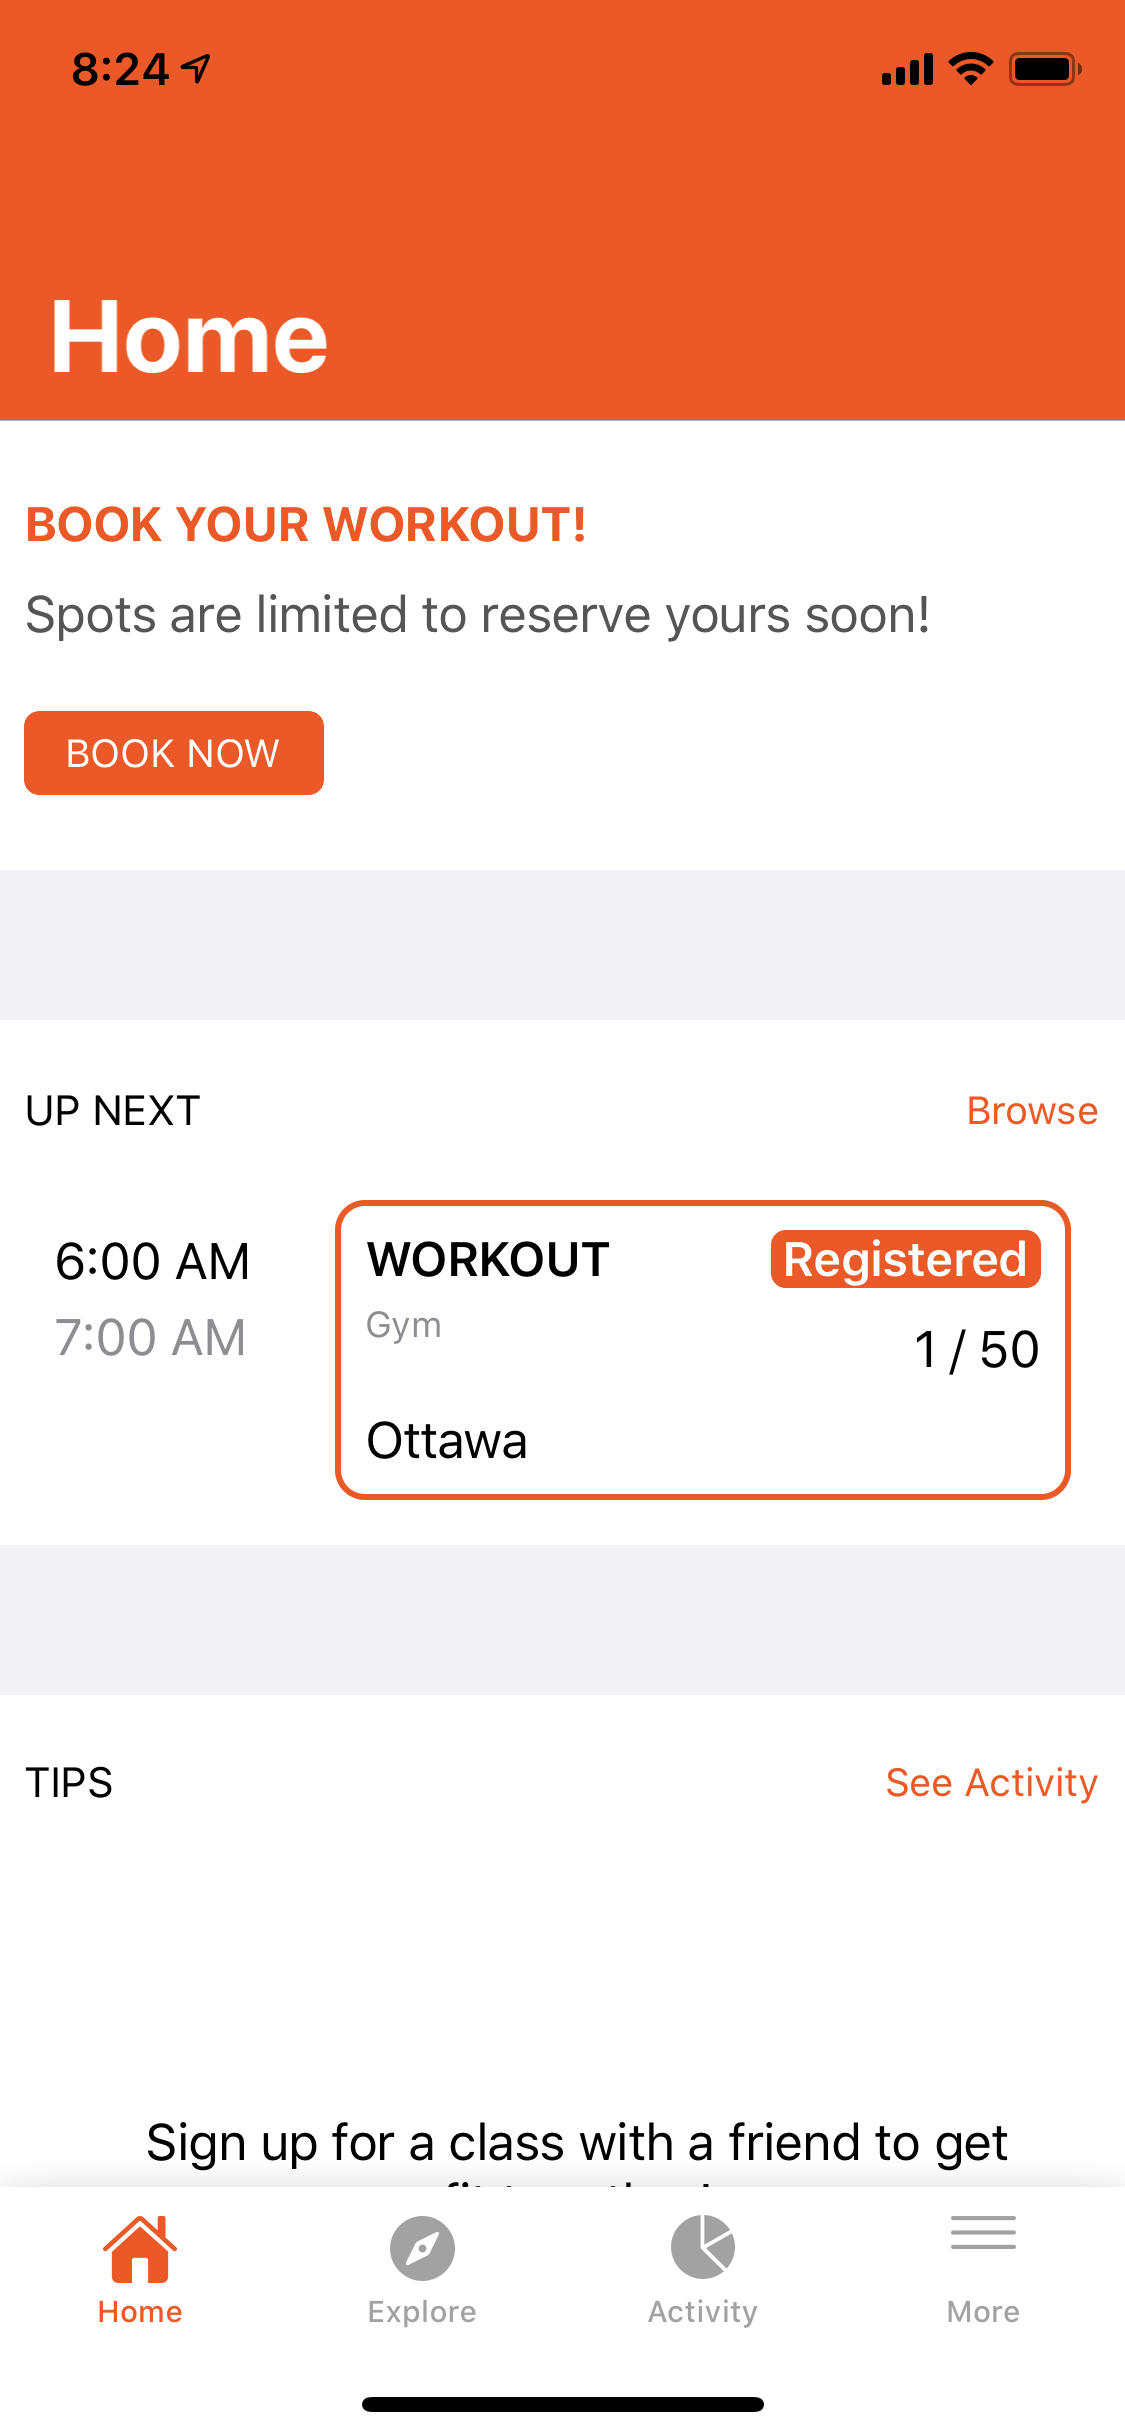 8:24
Home
BOOK YOUR WORKOUT!
Spots are limited to reserve yours soon!
BOOK NOW
UP NEXT
Browse
6:00 AM
7:00 AM
WORKOUT
Registered
Gym
1 / 50
Ottawa
TIPS
See Activity
Sign up for a class with a friend to get
Home
Explore
Activity
More